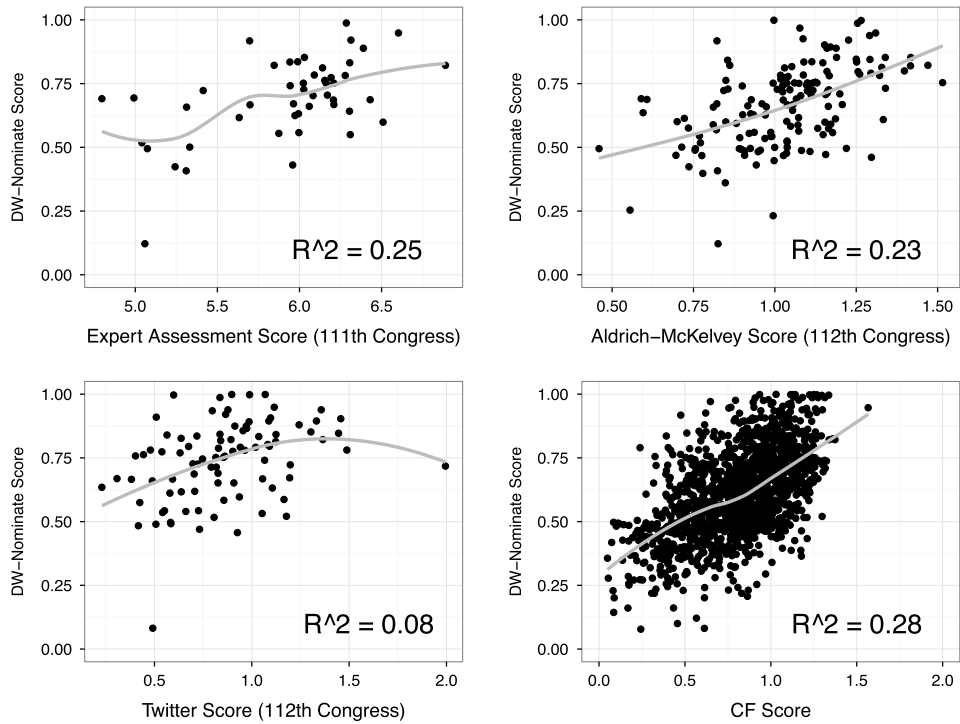 DW−Nominate Score
1.00
0.75
0.50
0.25
0.00
R^2 = 0.25
5.0 5.5 6.0 6.5
Expert Assessment Score (111th Congress)
DW−Nominate Score
1.00
0.75
0.50
0.25
0.00
R^2 = 0.23
0.50 0.75 1.00 1.25 1.50
Aldrich−McKelvey Score (112th Congress)
DW−Nominate Score
1.00
0.75
0.50
0.25
0.00
R^2 = 0.08
0.5 1.0 1.5 2.0
Twitter Score (112th Congress)
DW−Nominate Score
1.00
0.75
0.50
0.25
0.00
R^2 = 0.28
0.0 0.5 1.0 1.5 2.0
CF Score